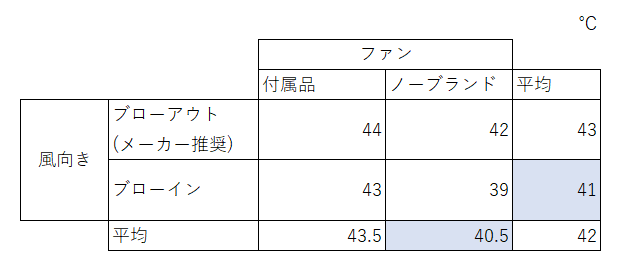 ℃
ファン
付属品 ノーブランド 平均
ブローアウト
(メーカー推奨) 44 42 43
風向き
ブローイン 43 39 41
平均 43.5 40.5 42